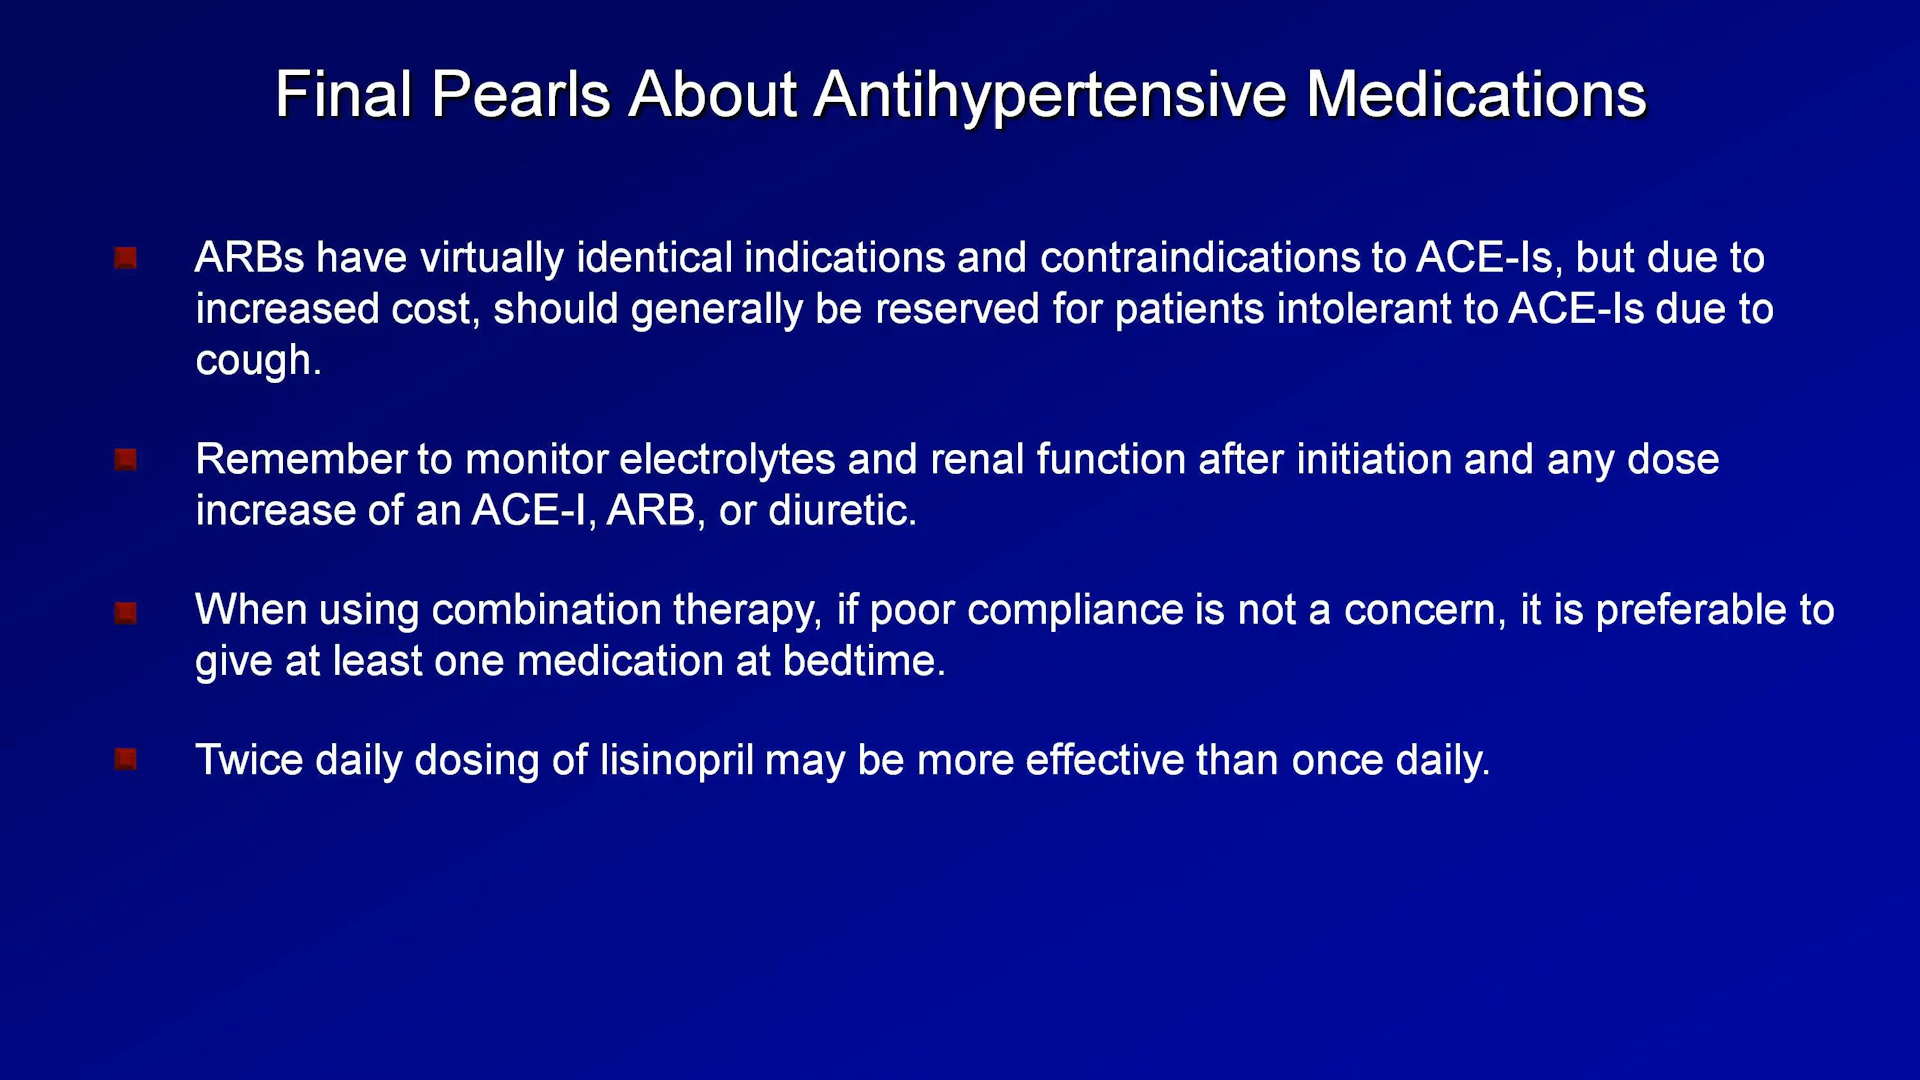 Final Pearls About Antihypertensive Medications
ARBs have virtually identical indications and contraindications to ACE-Is, but due to
increased cost, should generally be reserved for patients intolerant to ACE-Is due to
cough.
Remember to monitor electrolytes and renal function after initiation and any dose
increase of an ACE-I, ARB, or diuretic.
When using combination therapy, if poor compliance is not a concern, it is preferable to
give at least one medication at bedtime.
Twice daily dosing of lisinopril may be more effective than once daily.